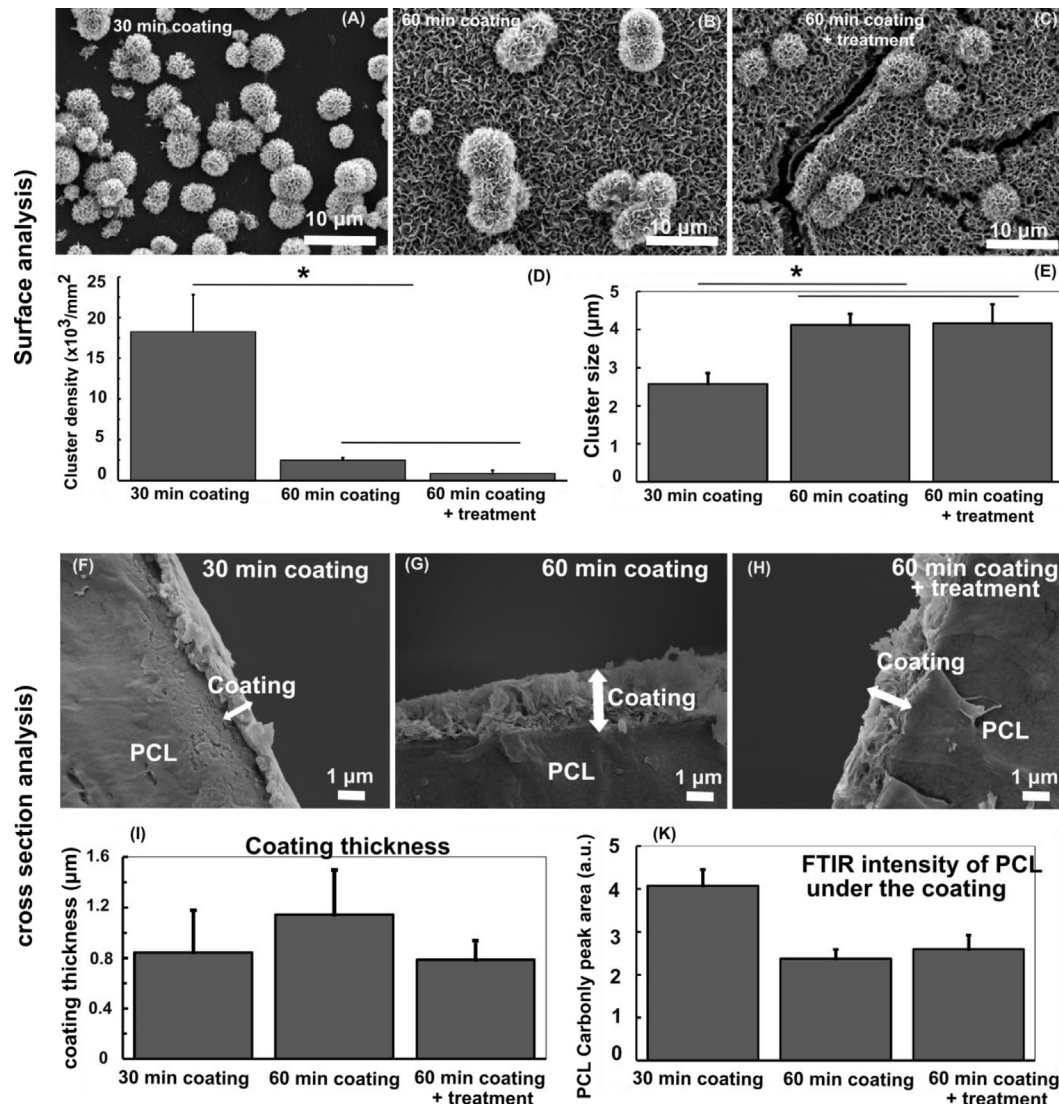 Surface analysis
30 min coating
(A)
10 µm
60 min coating
(B)
10 µm
60 min coating
+ treatment
(C)
10 µm
(D)
*
Cluster density (x10³/mm²)
25
20
15
10
5
0
30 min coating
60 min coating
60 min coating
+ treatment
(E)
*
Cluster size (µm)
5
4
3
2
1
0
30 min coating
60 min coating
60 min coating
+ treatment
cross section analysis
(F)
30 min coating
Coating
PCL
1 µm
(G)
60 min coating
Coating
PCL
1 µm
(H)
60 min coating
+ treatment
Coating
PCL
1 µm
(I)
Coating thickness
coating thickness (µm)
1.6
1.2
0.8
0.4
0
30 min coating
60 min coating
60 min coating
+ treatment
(K)
FTIR intensity of PCL
under the coating
PCL Carbonly peak area (a.u.)
5
4
3
2
1
0
30 min coating
60 min coating
60 min coating
+ treatment